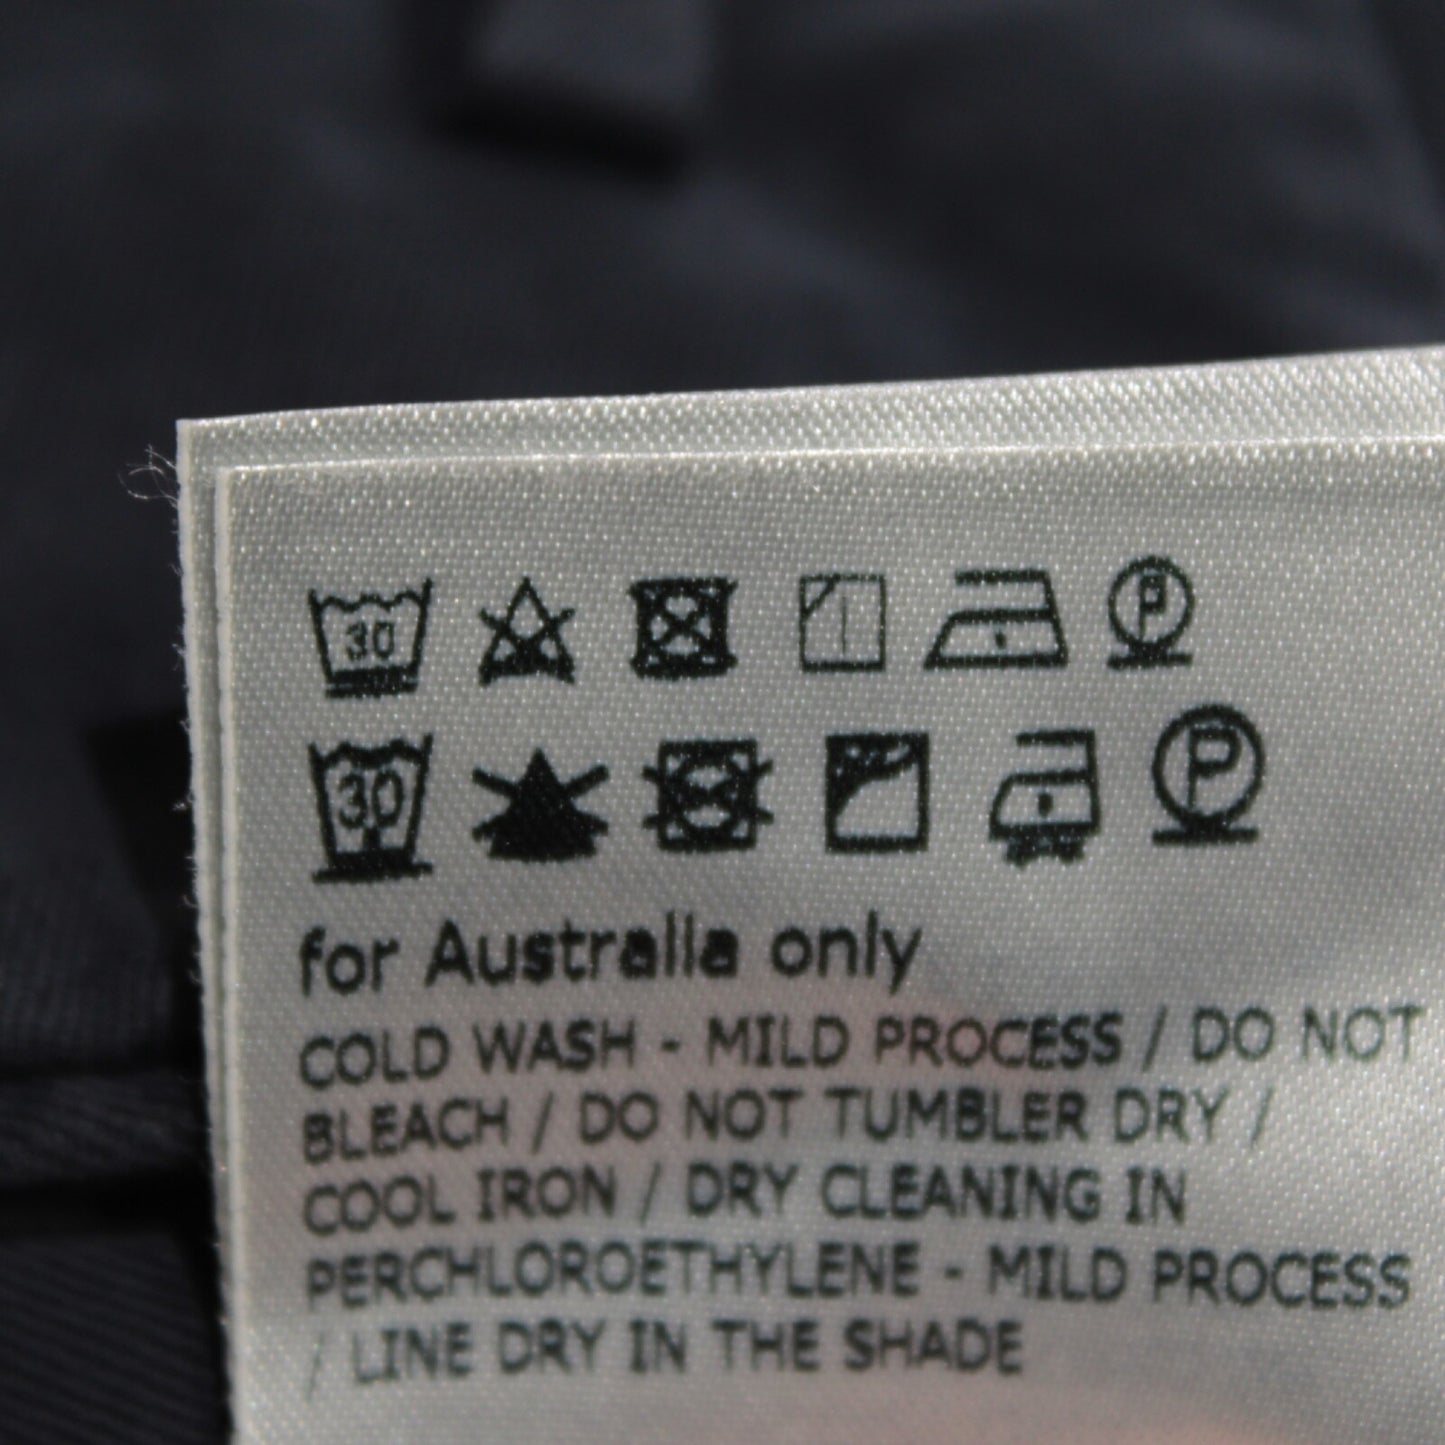 30 P
30 P
for Australia only
COLD WASH - MILD PROCESS / DO NOT
BLEACH / DO NOT TUMBLER DRY /
COOL IRON / DRY CLEANING IN
PERCHLOROETHYLENE - MILD PROCESS
/ LINE DRY IN THE SHADE